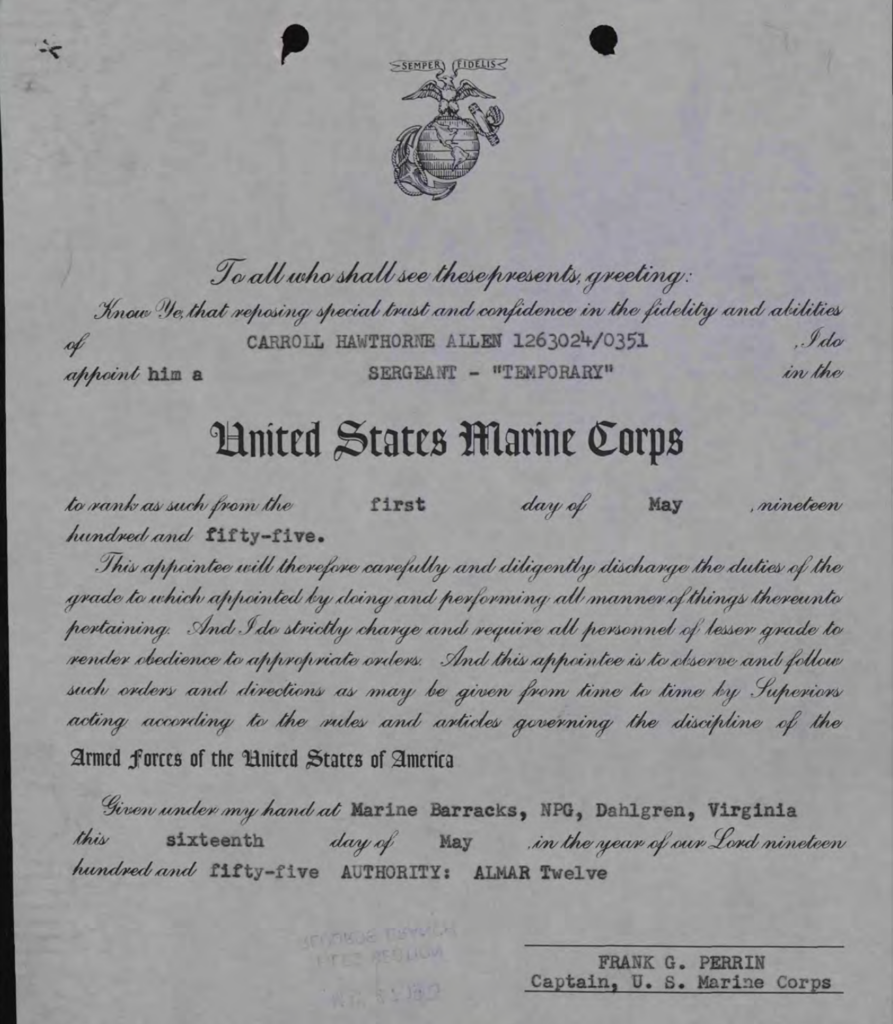 SEMPER FIDELIS
To all who shall see these presents, greeting:
Know Ye, that reposing special trust and confidence in the fidelity and abilities
of CARROLL HAWTHORNE ALLEN 1263024/0351 , I do
appoint him a SERGEANT - "TEMPORARY" in the
United States Marine Corps
to rank as such from the first day of May , nineteen
hundred and fifty-five.
This appointee will therefore carefully and diligently discharge the duties of the
grade to which appointed by doing and performing all manner of things thereunto
pertaining. And I do strictly charge and require all personnel of lesser grade to
render obedience to appropriate orders. And this appointee is to observe and follow
such orders and directions as may be given from time to time by Superiors
acting according to the rules and articles governing the discipline of the
Armed Forces of the United States of America
Given under my hand at Marine Barracks, NPG, Dahlgren, Virginia
this sixteenth day of May , in the year of our Lord nineteen
hundred and fifty-five AUTHORITY: ALMAR Twelve
FRANK G. PERRIN
Captain, U. S. Marine Corps